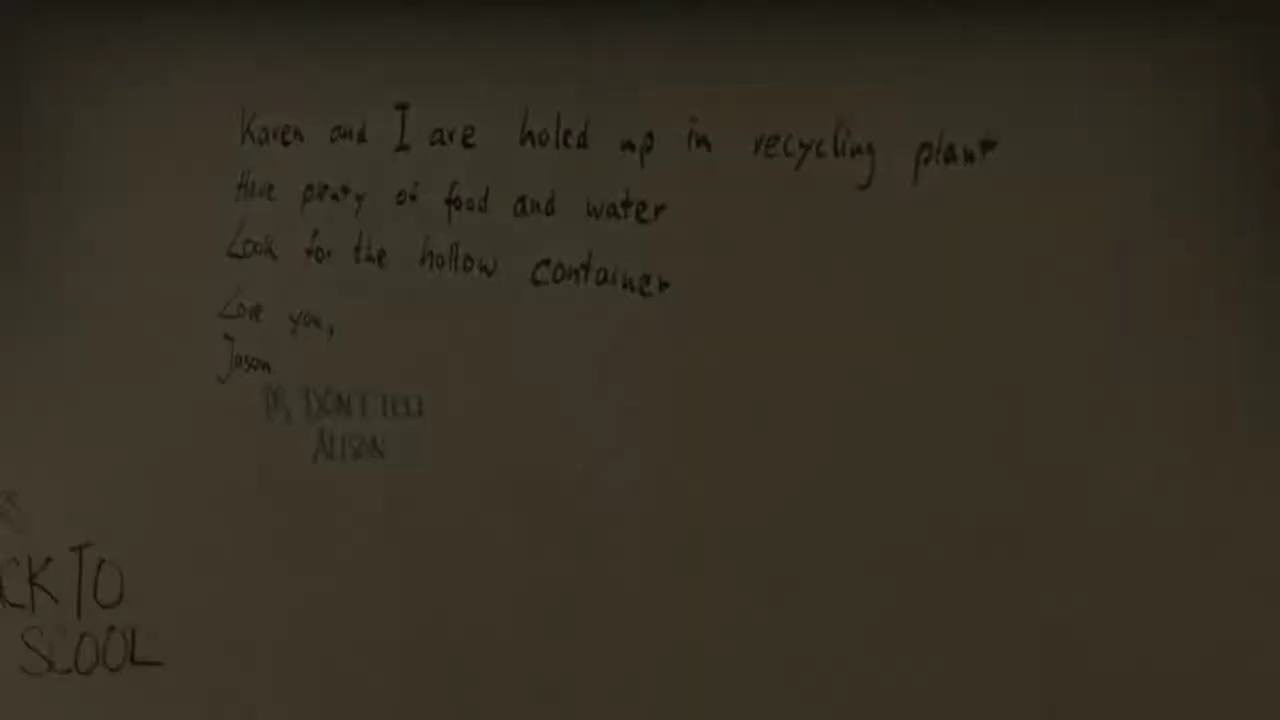 Karen and I are holed up in recycling plant
Have plenty of food and water
Look for the hollow container
Love you,
Jason
PS, DON'T TELL
ALISON
CK TO
SCOOL